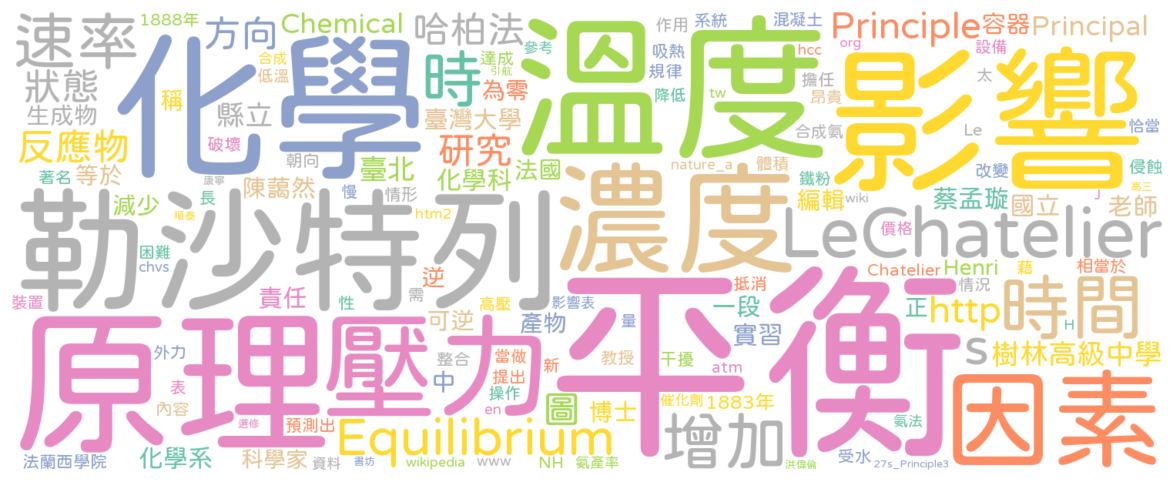 速率
化學
溫度
影響
1888年
方向
Chemical
哈柏法
作用
系統
混凝土
Principle
容器
Principal
參考
吸熱
hcc
org
設備
狀態
稱
合成
低溫
時
達成
引航
為零
規律
降低
tw
擔任
昂貴
太
生成物
縣立
臺灣大學
合成氨
Le
恰當
反應物
破壞
研究
朝向
臺北
化學科
法國
nature_a
體積
鐵粉
改變
侵蝕
著名
等於
陳藹然
康寧
慢
情形
編輯
wiki
蔡孟璇
國立
J
高三
老師
減少
瑞泰
長
htm2
勒沙特列
濃度
LeChatelier
價格
困難
chvs
逆
Chatelier
Henri
藉
相當於
情況
裝置
責任
性
需
高壓
影響表
抵消
一段
可逆
產物
量
實習
正
http
時間
H
原理
壓力
平衡
外力
整合
中
當做
提出
操作
新
教授
干擾
atm
s
樹林高級中學
表
內容
選修
預測出
en
圖
博士
催化劑
1883年
增加
氨法
因素
Equilibrium
法蘭西學院
化學系
科學家
資料
書坊
wikipedia
www
NH
氨產率
洪偉倫
受水
27s_Principle3